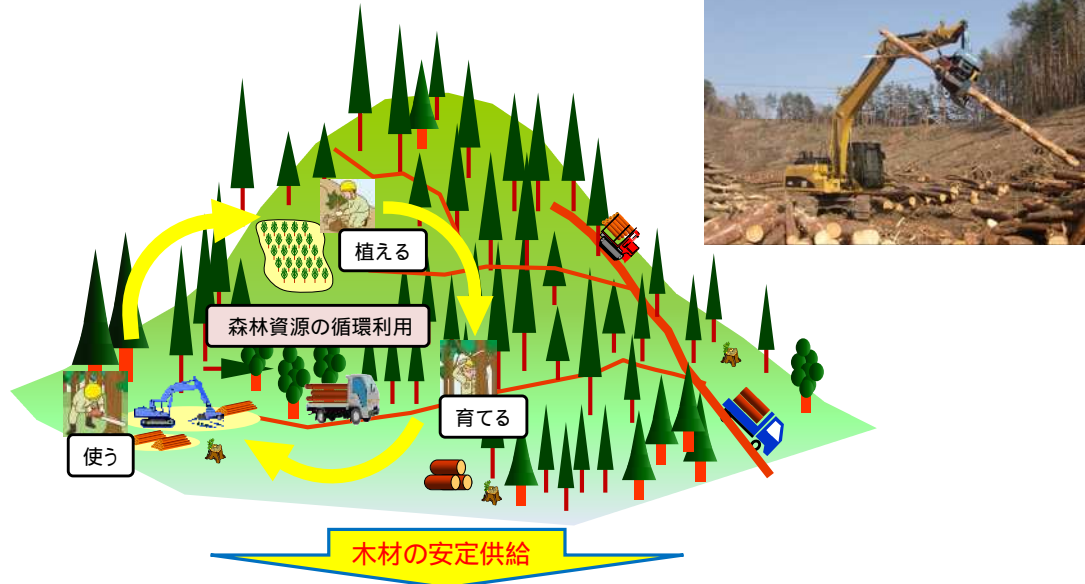 植える
森林資源の循環利用
育てる
使う
木材の安定供給